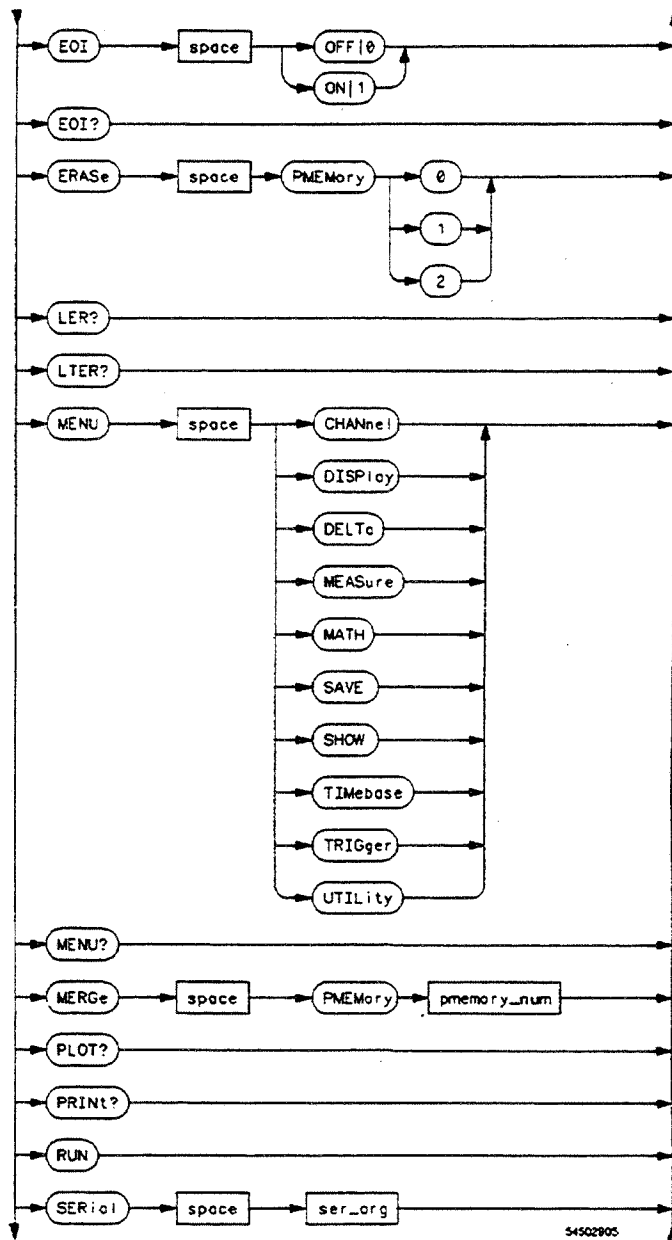 EOI space OFF|0
ON|1
EOI?
ERASe space PMEMory 0
1
2
LER?
LTER?
MENU space CHANnel
DISPlay
DELTa
MEASure
MATH
SAVE
SHOW
TIMebase
TRIGger
UTILity
MENU?
MERGe space PMEMory pmemory_num
PLOT?
PRINt?
RUN
SERial space ser_arg
54502905